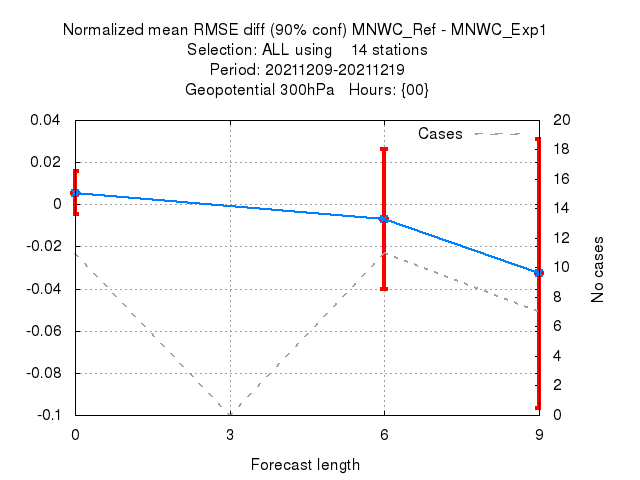 Normalized mean RMSE diff (90% conf) MNWC_Ref - MNWC_Exp1
Selection: ALL using 14 stations
Period: 20211209-20211219
Geopotential 300hPa Hours: {00}
Cases
0.04
0.02
0
-0.02
-0.04
-0.06
-0.08
-0.1
20
18
16
14
12
10
8
6
4
2
0
No cases
0 3 6 9
Forecast length